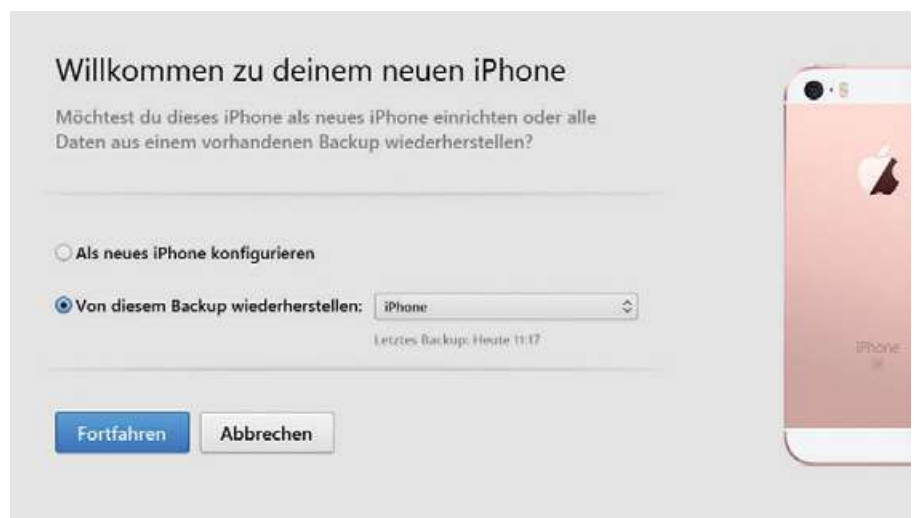 Willkommen zu deinem neuen iPhone
Möchtest du dieses iPhone als neues iPhone einrichten oder alle
Daten aus einem vorhandenen Backup wiederherstellen?
Als neues iPhone konfigurieren
Von diesem Backup wiederherstellen: iPhone
Letztes Backup: Heute 11:17
Fortfahren Abbrechen
iPhone